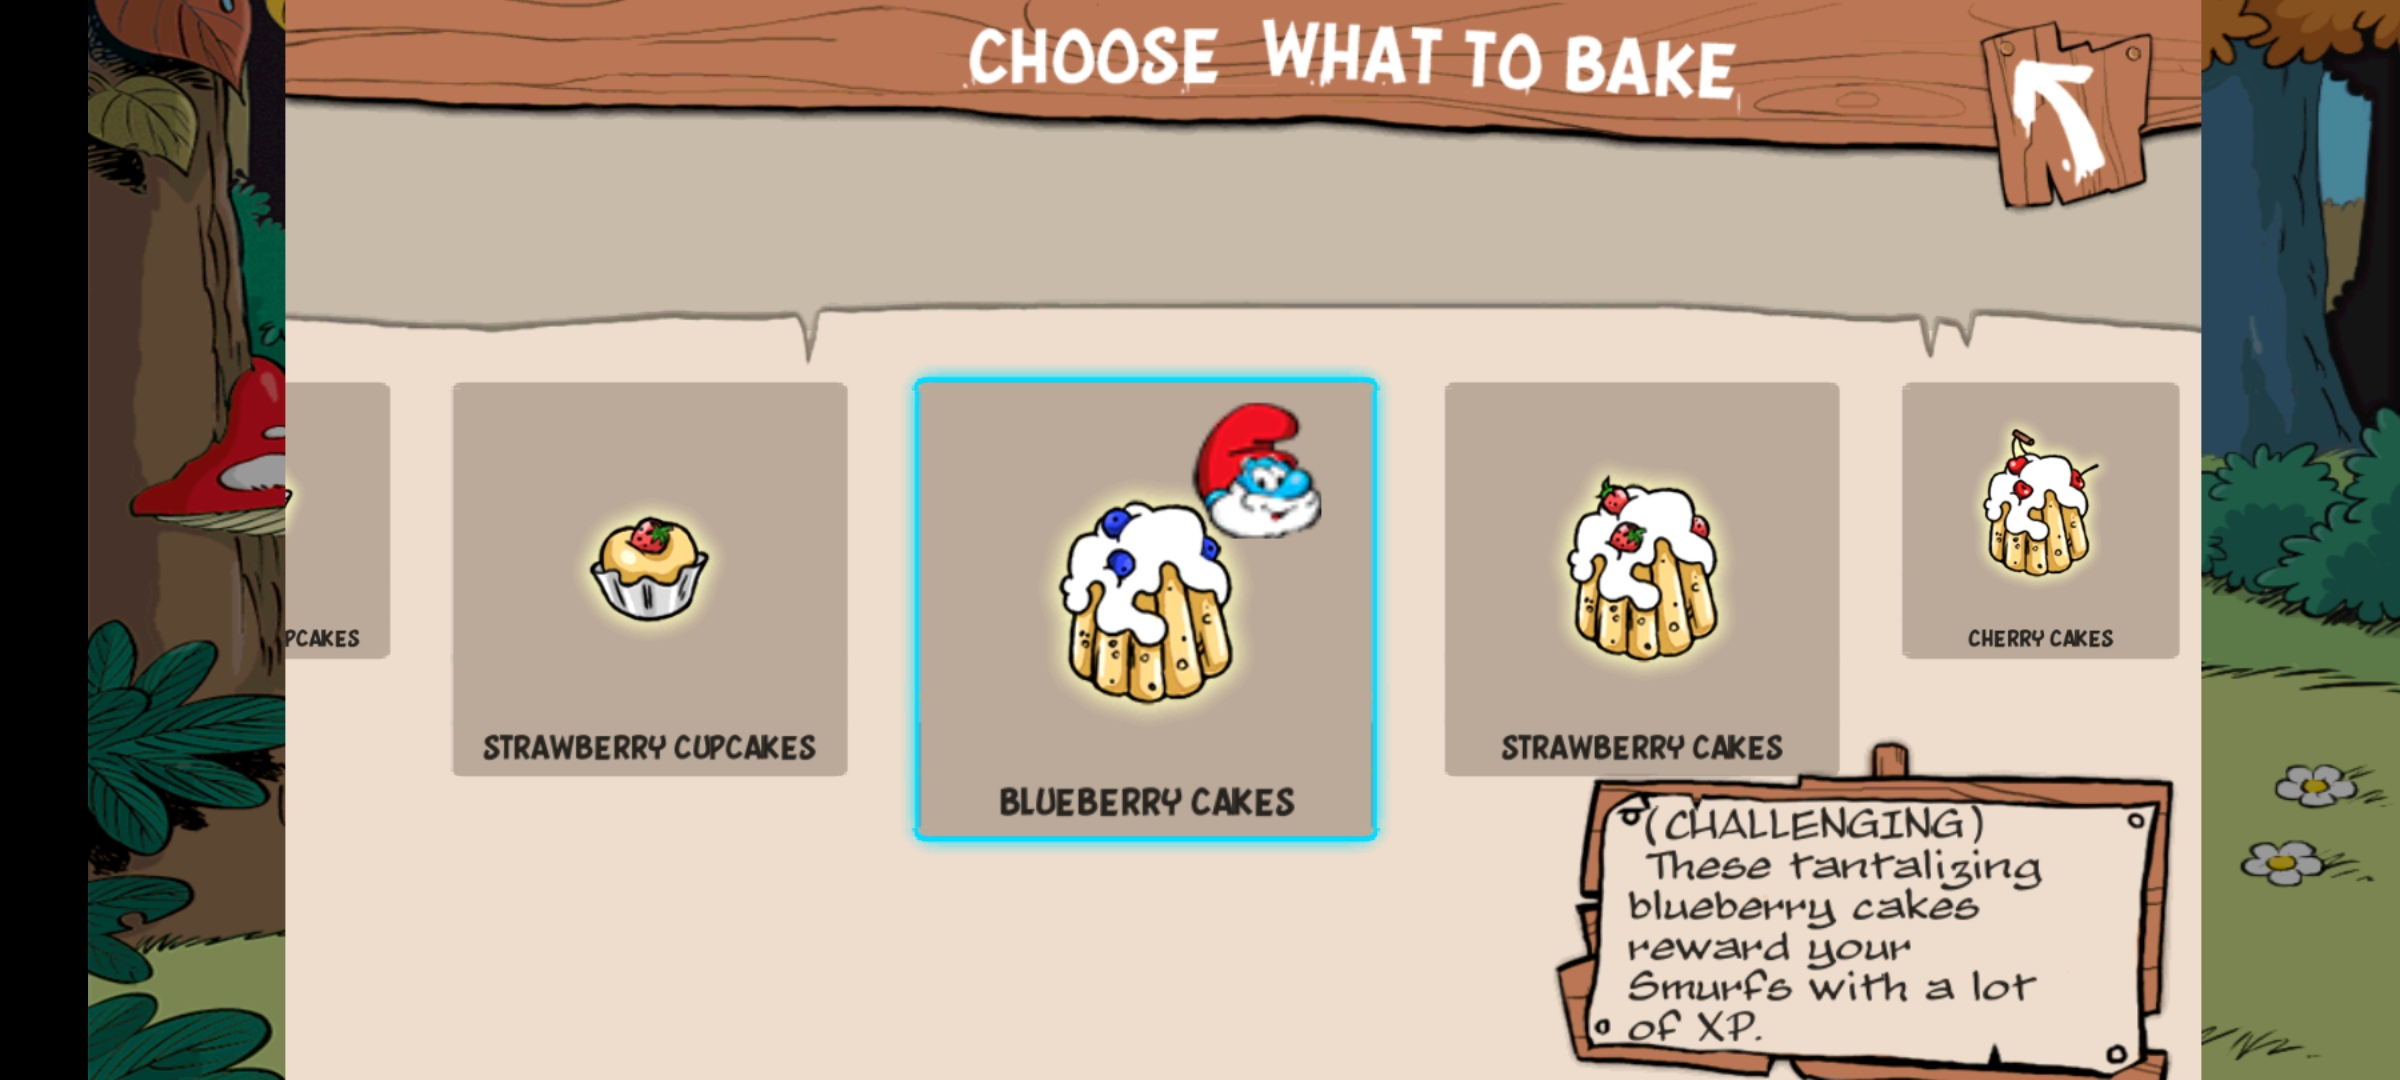 CHOOSE WHAT TO BAKE
PCAKES
STRAWBERRY CUPCAKES
BLUEBERRY CAKES
STRAWBERRY CAKES
CHERRY CAKES
(CHALLENGING)
These tantalizing
blueberry cakes
reward your
Smurfs with a lot
of XP.